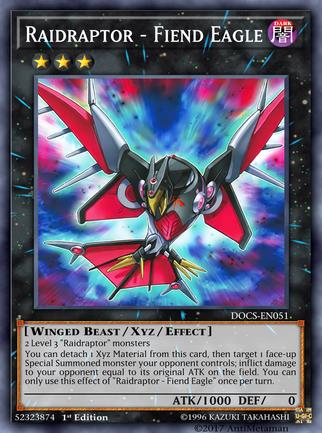 RAIDRAPTOR - FIEND EAGLE
DARK
闇
DOCS-EN051
[WINGED BEAST/XYZ/EFFECT]
2 Level 3 "Raidraptor" monsters
You can detach 1 Xyz Material from this card, then target 1 face-up
Special Summoned monster your opponent controls; inflict damage
to your opponent equal to its original ATK on the field. You can
only use this effect of "Raidraptor - Fiend Eagle" once per turn.
ATK/1000 DEF/ 0
52323874 1st Edition ©1996 KAZUKI TAKAHASHI
©2017 AntiMetaman